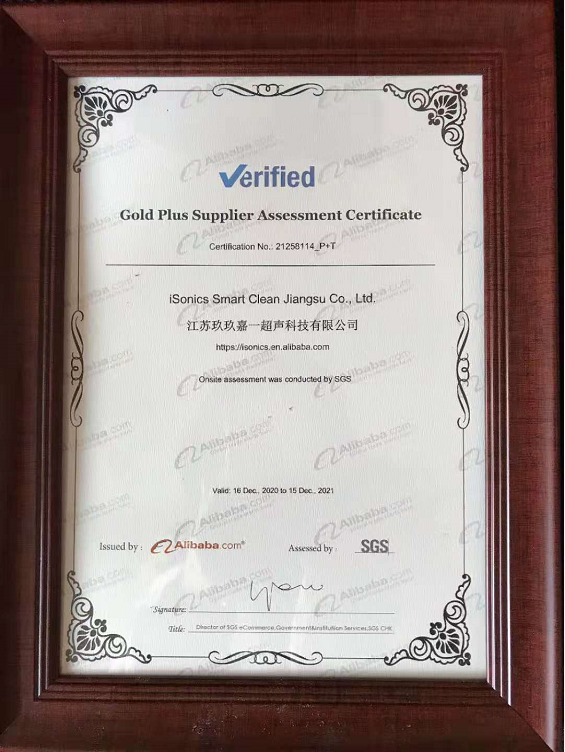 Verified
Gold Plus Supplier Assessment Certificate
Certification No.: 21258114_P+T
iSonics Smart Clean Jiangsu Co., Ltd.
江苏玖玖嘉一超声科技有限公司
https://isonics.en.alibaba.com
Onsite assessment was conducted by SGS
Valid: 16 Dec., 2020 to 15 Dec., 2021
Issued by : Alibaba.com® Assessed by : SGS
Signature:
Title: Director of SGS eCommerce,Government&Institution Services,SGS CHK